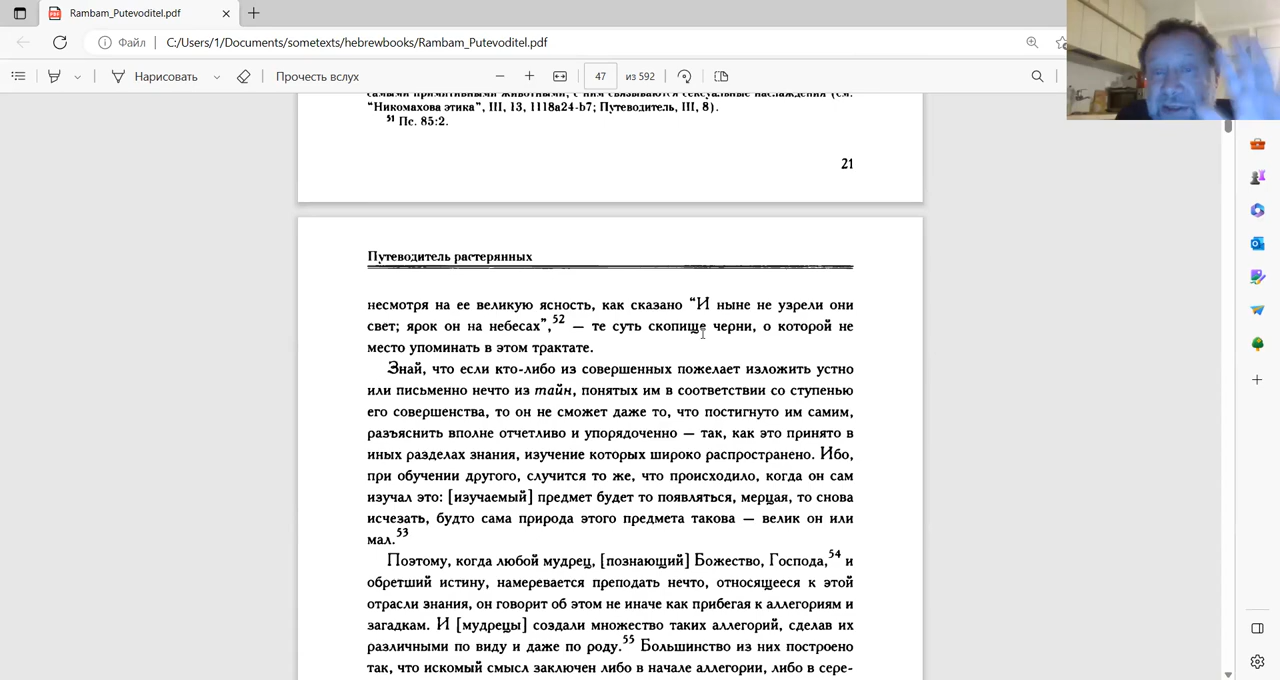 Rambam_Putevoditel.pdf
Файл
C:/Users/1/Documents/sometexts/hebrewbooks/Rambam_Putevoditel.pdf
Нарисовать
Прочесть вслух
47 из 592
самыми примитивными животными, с ним связываются сексуальные наслаждения (см.
“Никомахова этика”, III, 13, 1118a24-b7; Путеводитель, III, 8).
51 Пс. 85:2.
21
Путеводитель растерянных
несмотря на ее великую ясность, как сказано “И ныне не узрели они
свет; ярок он на небесах”,52 — те суть скопище черни, о которой не
место упоминать в этом трактате.
Знай, что если кто-либо из совершенных пожелает изложить устно
или письменно нечто из тайн, понятых им в соответствии со ступенью
его совершенства, то он не сможет даже то, что постигнуто им самим,
разъяснить вполне отчетливо и упорядоченно — так, как это принято в
иных разделах знания, изучение которых широко распространено. Ибо,
при обучении другого, случится то же, что происходило, когда он сам
изучал это: [изучаемый] предмет будет то появляться, мерцая, то снова
исчезать, будто сама природа этого предмета такова — велик он или
мал.53
Поэтому, когда любой мудрец, [познающий] Божество, Господа,54 и
обретший истину, намеревается преподать нечто, относящееся к этой
отрасли знания, он говорит об этом не иначе как прибегая к аллегориям и
загадкам. И [мудрецы] создали множество таких аллегорий, сделав их
различными по виду и даже по роду.55 Большинство из них построено
так, что искомый смысл заключен либо в начале аллегории, либо в сере-